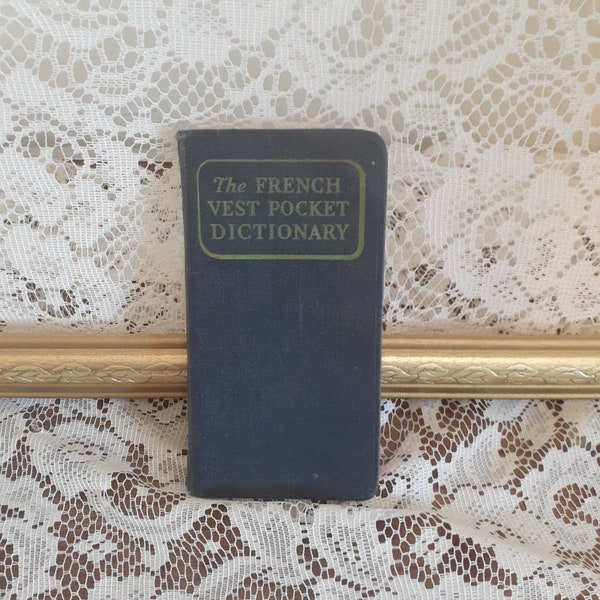 The FRENCH
VEST POCKET
DICTIONARY